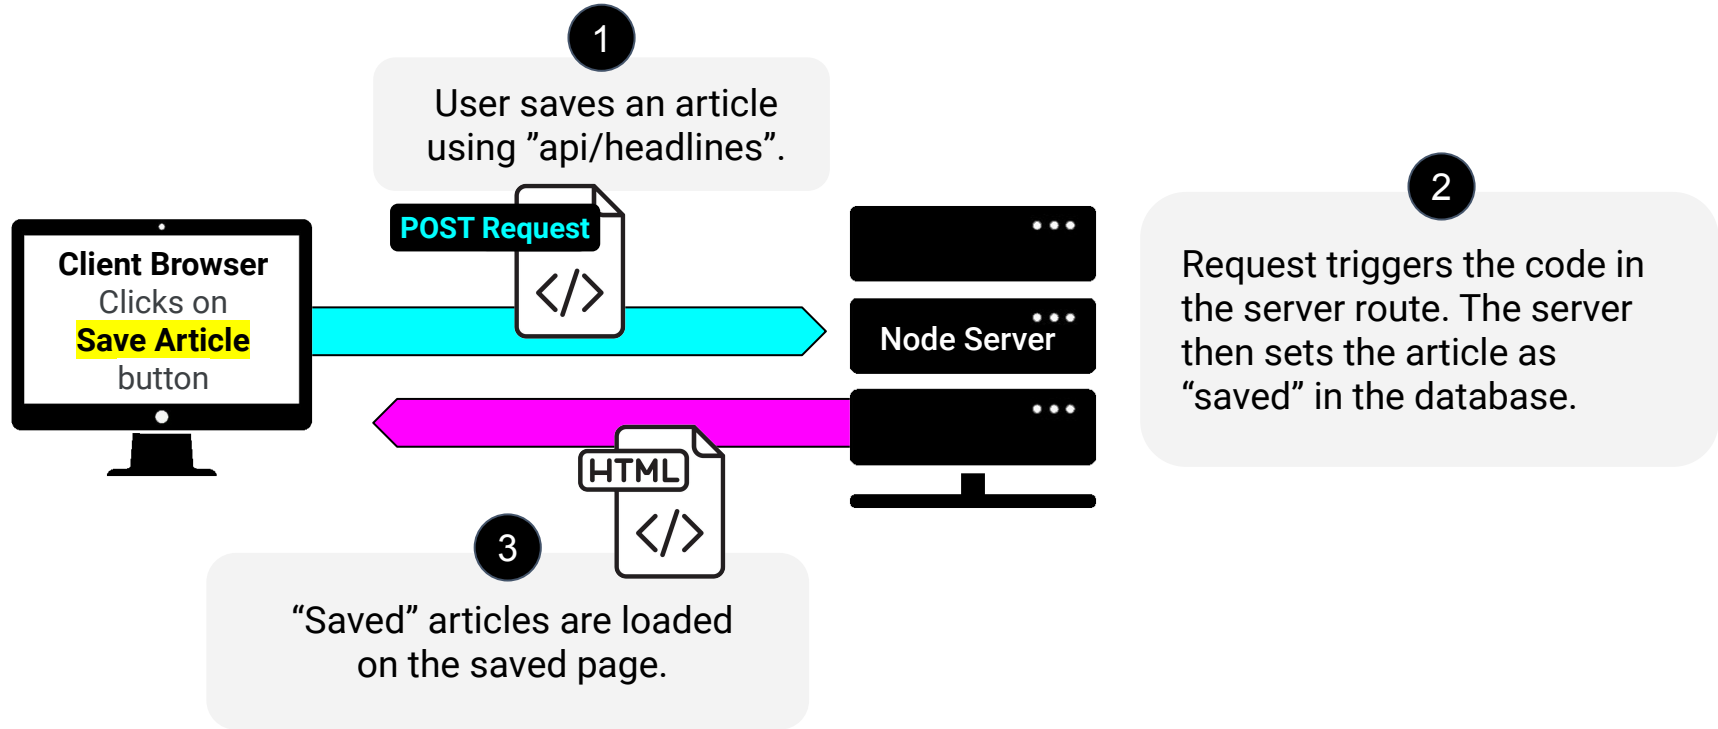 1
User saves an article
using ”api/headlines”.
POST Request
Client Browser
Clicks on
Save Article
button
Node Server
2
Request triggers the code in
the server route. The server
then sets the article as
“saved” in the database.
HTML
3
“Saved” articles are loaded
on the saved page.